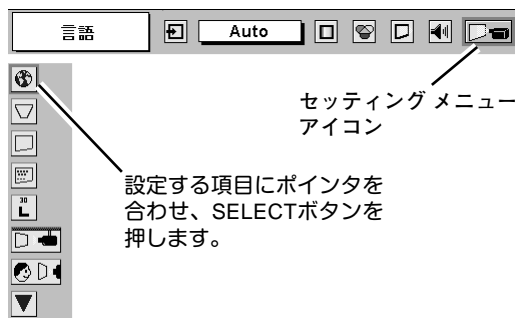 言語
Auto
セッティング メニュー
アイコン
設定する項目にポインタを
合わせ、SELECTボタンを
押します。
30
L